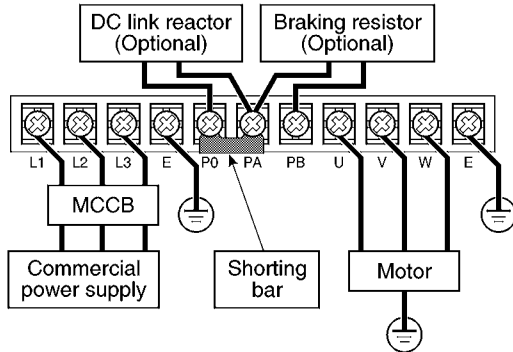 DC link reactor
(Optional)
Braking resistor
(Optional)
L1 L2 L3 E P0 PA PB U V W E
MCCB
Commercial
power supply
Shorting
bar
Motor